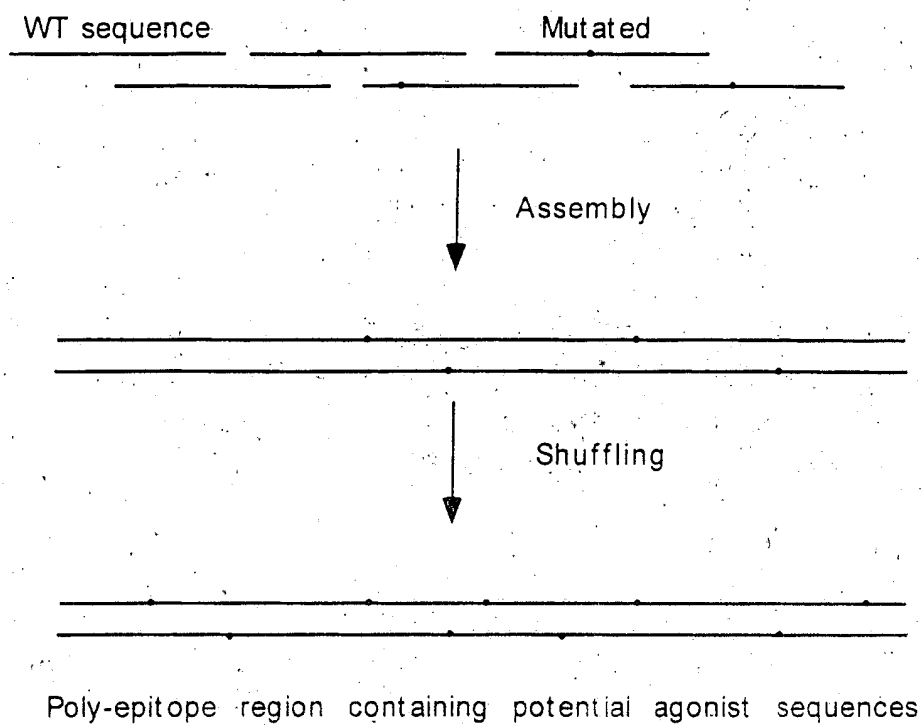 WT sequence Mutated
Assembly
Shuffling
Poly-epitope region containing potential agonist sequences